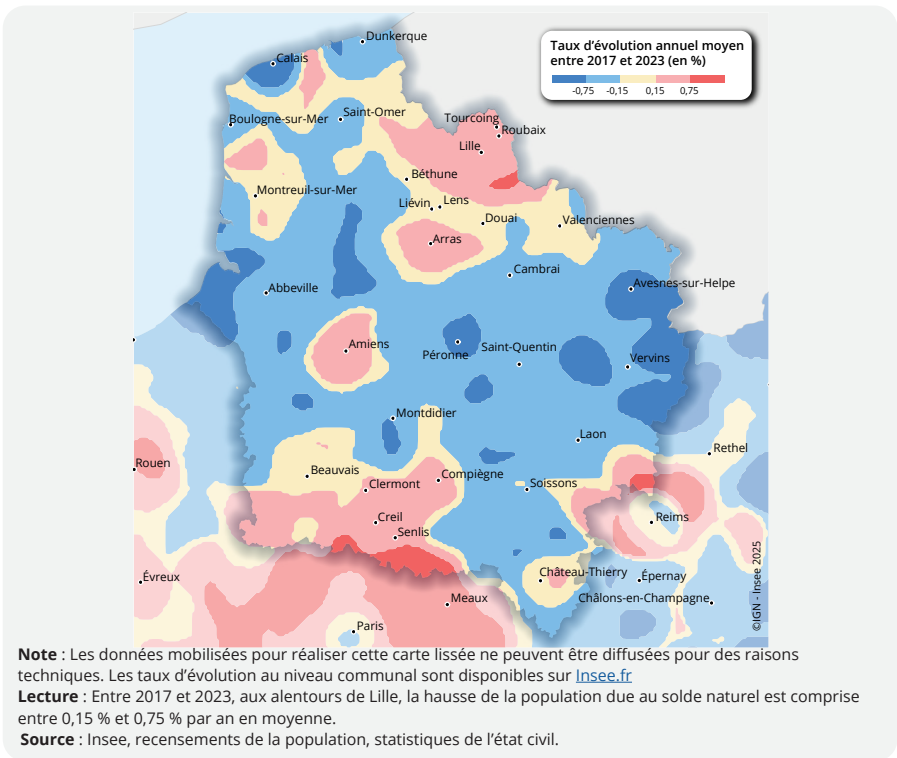 Taux d'évolution annuel moyen
entre 2017 et 2023 (en %)
-0,75 -0,15 0,15 0,75
Dunkerque
Calais
Boulogne-sur-Mer
Saint-Omer
Tourcoing
Roubaix
Lille
Béthune
Montreuil-sur-Mer
Liévin
Lens
Douai
Valenciennes
Arras
Cambrai
Avesnes-sur-Helpe
Abbeville
Amiens
Péronne
Saint-Quentin
Vervins
Montdidier
Laon
Rethel
Rouen
Beauvais
Clermont
Compiègne
Soissons
Creil
Senlis
Reims
Évreux
Château-Thierry
Épernay
Meaux
Châlons-en-Champagne
Paris
©IGN - Insee 2025
Note : Les données mobilisées pour réaliser cette carte lissée ne peuvent être diffusées pour des raisons
techniques. Les taux d'évolution au niveau communal sont disponibles sur Insee.fr
Lecture : Entre 2017 et 2023, aux alentours de Lille, la hausse de la population due au solde naturel est comprise
entre 0,15 % et 0,75 % par an en moyenne.
Source : Insee, recensements de la population, statistiques de l'état civil.